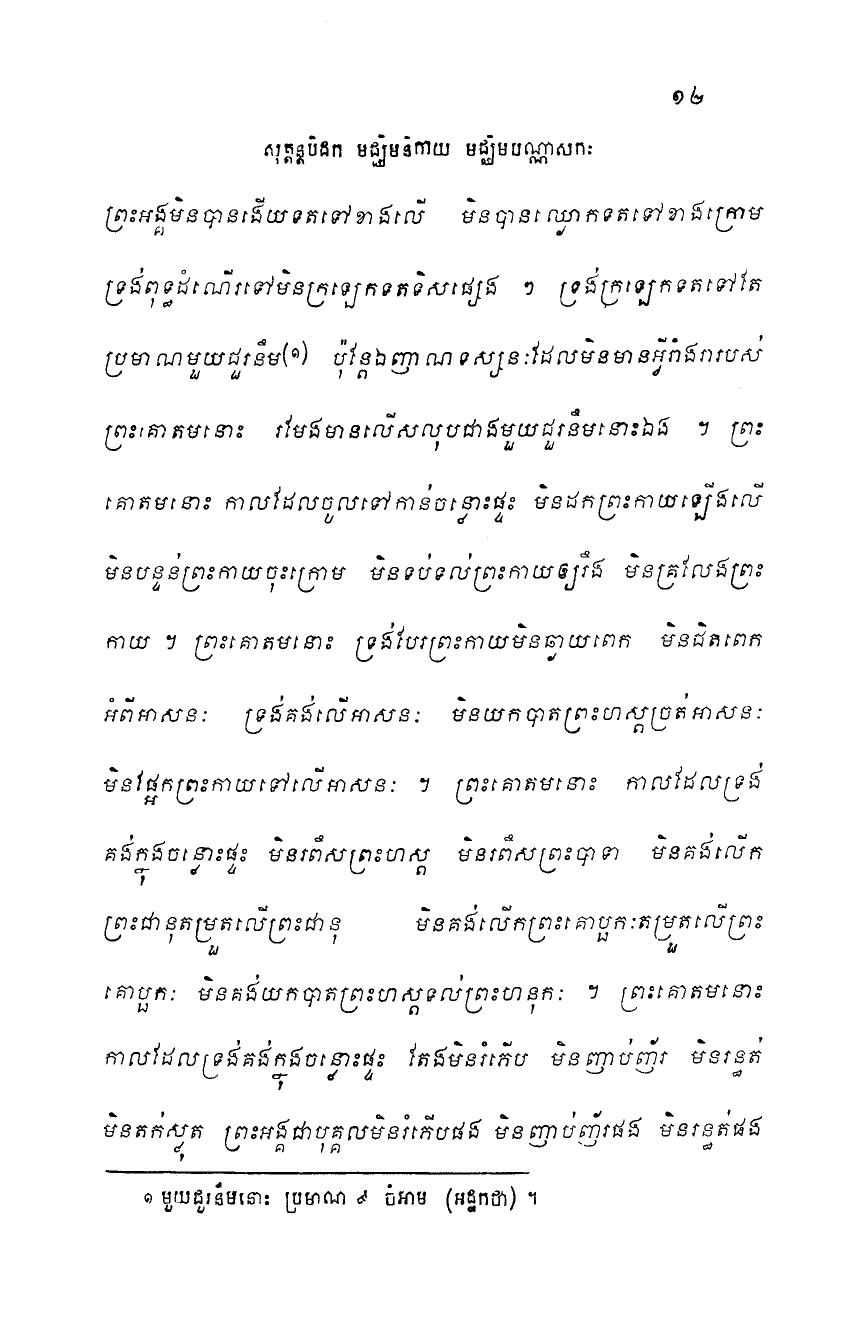 ១២
សុត្តន្តបិដក មជ្ឈិមនិកាយ មជ្ឈិមបណ្ណាសកៈ
ព្រះអង្គមិនបានងើយទតទៅខាងលើ មិនបានឈ្ងោកទតទៅខាងក្រោម
ទ្រង់ពុទ្ធដំណើរទៅមិនក្រឡេកទតទិសផ្សេង ៗ ទ្រង់ក្រឡេកទតទៅតែ
ប្រមាណមួយជួរនឹម(១) ប៉ុន្តែឯញាណទស្សនៈដែលមិនមានអ្វីរាំងរារបស់
ព្រះគោតមនោះ រមែងមានលើសលុបជាងមួយជួរនឹមនោះឯង ។ ព្រះ
គោតមនោះ កាលដែលចូលទៅកាន់ចន្លោះផ្ទះ មិនដកព្រះកាយឡើងលើ
មិនបន្ទន់ព្រះកាយចុះក្រោម មិនទប់ទល់ព្រះកាយឲ្យរឹង មិនគ្រលែងព្រះ
កាយ ។ ព្រះគោតមនោះ ទ្រង់បែរព្រះកាយមិនឆ្ងាយពេក មិនជិតពេក
អំពីអាសនៈ ទ្រង់គង់លើអាសនៈ មិនយកបាតព្រះហស្តច្រត់អាសនៈ
មិនផ្អែកព្រះកាយទៅលើអាសនៈ ។ ព្រះគោតមនោះ កាលដែលទ្រង់
គង់ក្នុងចន្លោះផ្ទះ មិនរពឹសព្រះហស្ត មិនរពឹសព្រះបាទា មិនគង់លើក
ព្រះជានុតម្រួតលើព្រះជានុ មិនគង់លើកព្រះគោប្ផកៈតម្រួតលើព្រះ
គោប្ផកៈ មិនគង់យកបាតព្រះហស្តទល់ព្រះហនុកៈ ។ ព្រះគោតមនោះ
កាលដែលទ្រង់គង់ក្នុងចន្លោះផ្ទះ តែងមិនរំភើប មិនញាប់ញ័រ មិនរន្ធត់
មិនតក់ស្លុត ព្រះអង្គជាបុគ្គលមិនរំភើបផង មិនញាប់ញ័រផង មិនរន្ធត់ផង
១ មួយជួរនឹមនោះ ប្រមាណ ៩ ចំអាម (អដ្ឋកថា) ។